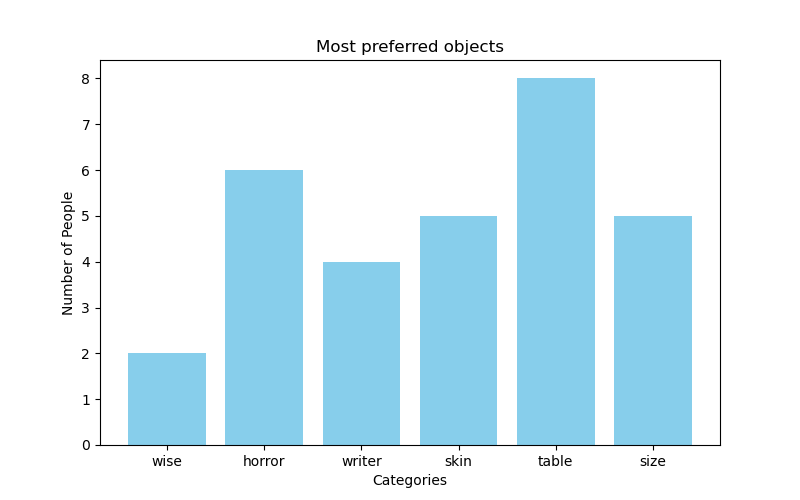 Most preferred objects
Number of People
8
7
6
5
4
3
2
1
0
wise horror writer skin table size
Categories